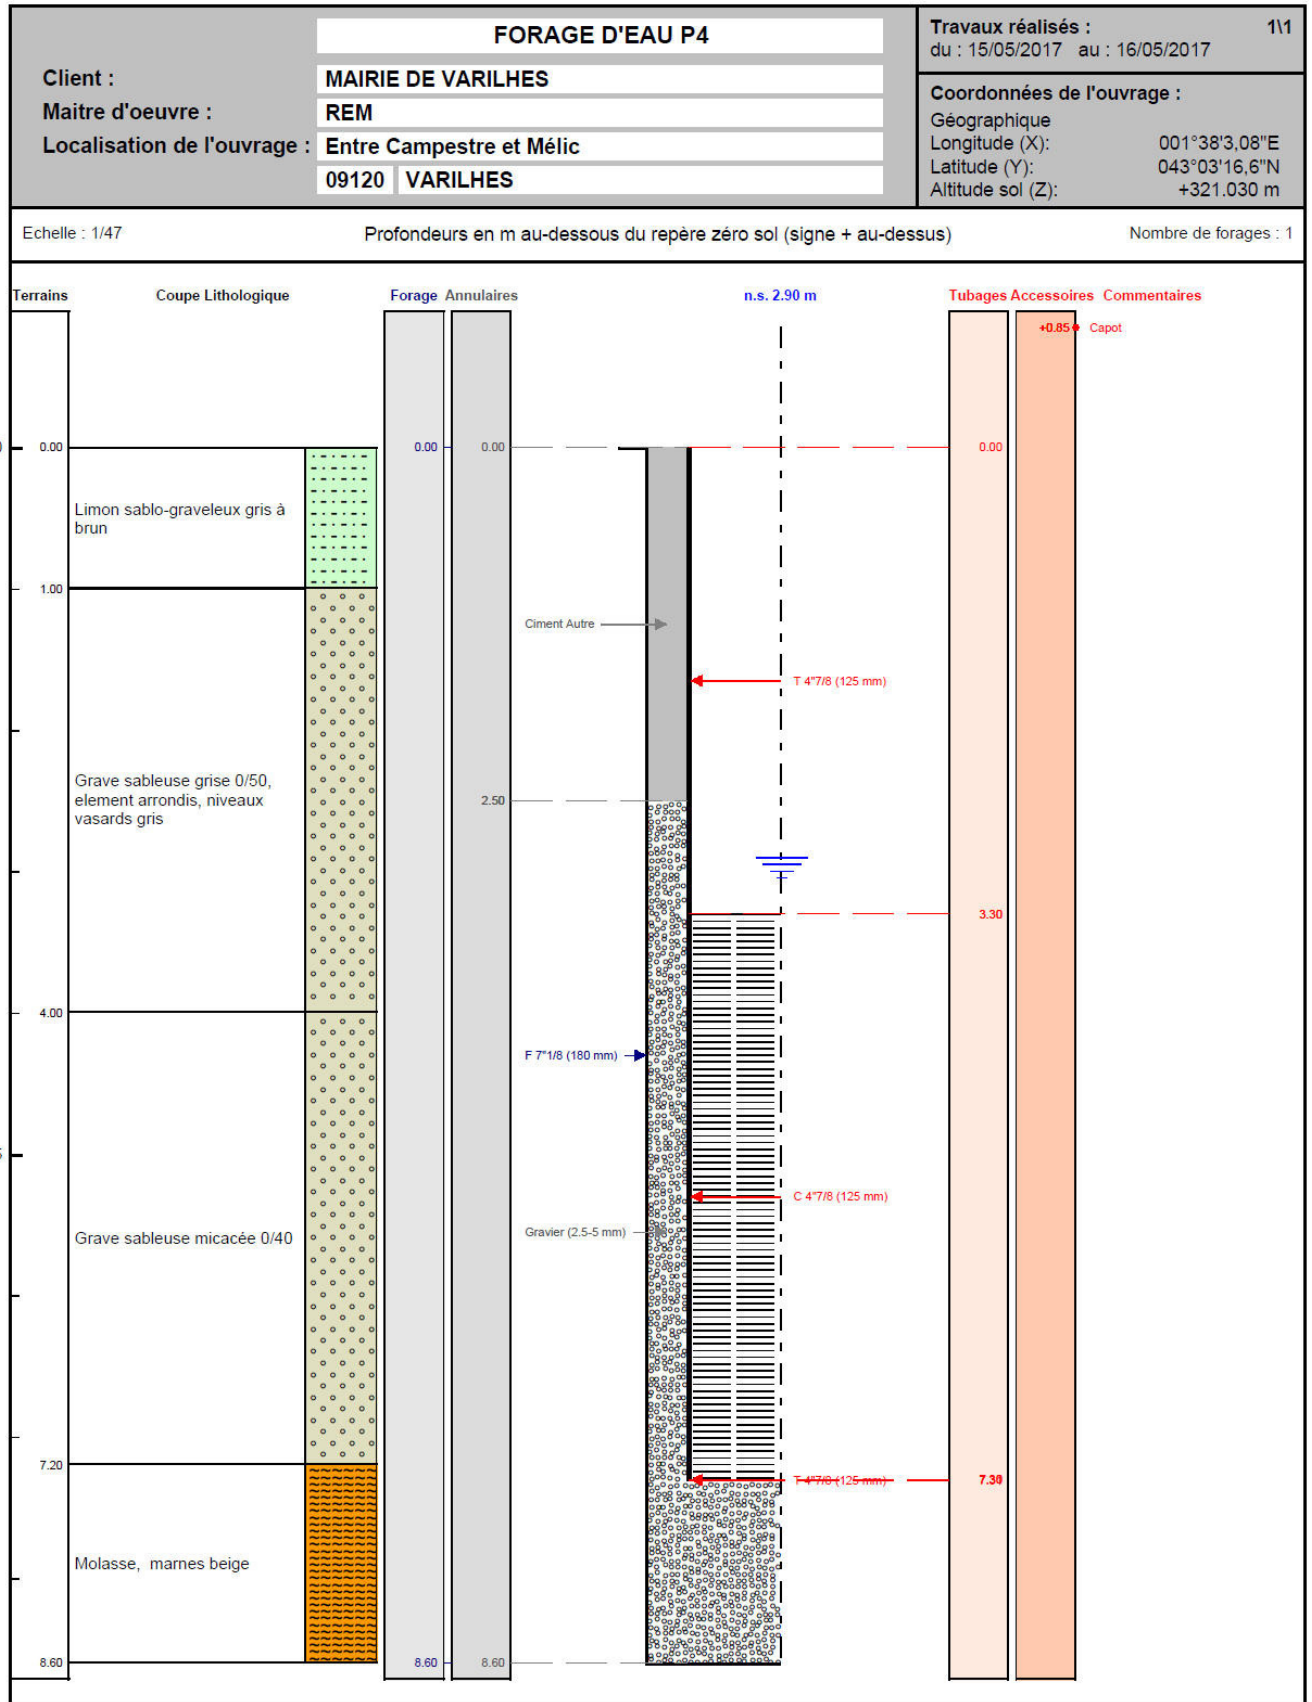 FORAGE D'EAU P4
Travaux réalisés : 1\1
du : 15/05/2017 au : 16/05/2017
Client : MAIRIE DE VARILHES
Maitre d'oeuvre : REM
Localisation de l'ouvrage : Entre Campestre et Mélic
09120 VARILHES
Coordonnées de l'ouvrage :
Géographique
Longitude (X): 001°38'3,08"E
Latitude (Y): 043°03'16,6"N
Altitude sol (Z): +321.030 m
Echelle : 1/47
Profondeurs en m au-dessous du repère zéro sol (signe + au-dessus)
Nombre de forages : 1
Terrains Coupe Lithologique Forage Annulaires n.s. 2.90 m Tubages Accessoires Commentaires
+0.85 Capot
0.00 0.00 0.00 0.00
Limon sablo-graveleux gris à
brun
1.00
Ciment Autre
T 4"7/8 (125 mm)
Grave sableuse grise 0/50,
element arrondis, niveaux
vasards gris
2.50
3.30
4.00
F 7"1/8 (180 mm)
C 4"7/8 (125 mm)
Gravier (2.5-5 mm)
Grave sableuse micacée 0/40
7.20
T 4"7/8 (125 mm)
Molasse, marnes beige
8.60 8.60 8.60